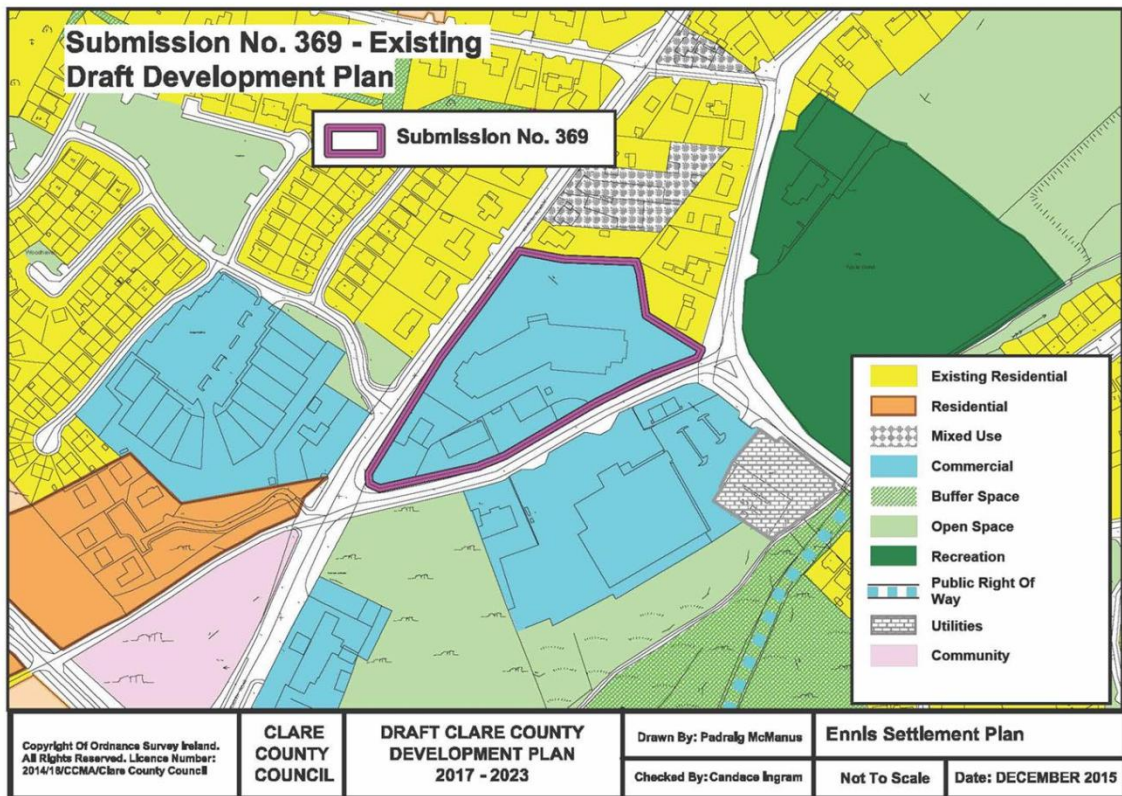 Submission No. 369 - Existing
Draft Development Plan
Submission No. 369
Existing Residential
Residential
Mixed Use
Commercial
Buffer Space
Open Space
Recreation
Public Right Of
Way
Utilities
Community
Copyright Of Ordnance Survey Ireland.
All Rights Reserved. Licence Number:
2014/18/CCMA/Clare County Council
CLARE
COUNTY
COUNCIL
DRAFT CLARE COUNTY
DEVELOPMENT PLAN
2017 - 2023
Drawn By: Padraig McManus
Checked By: Candace Ingram
Ennis Settlement Plan
Not To Scale
Date: DECEMBER 2015